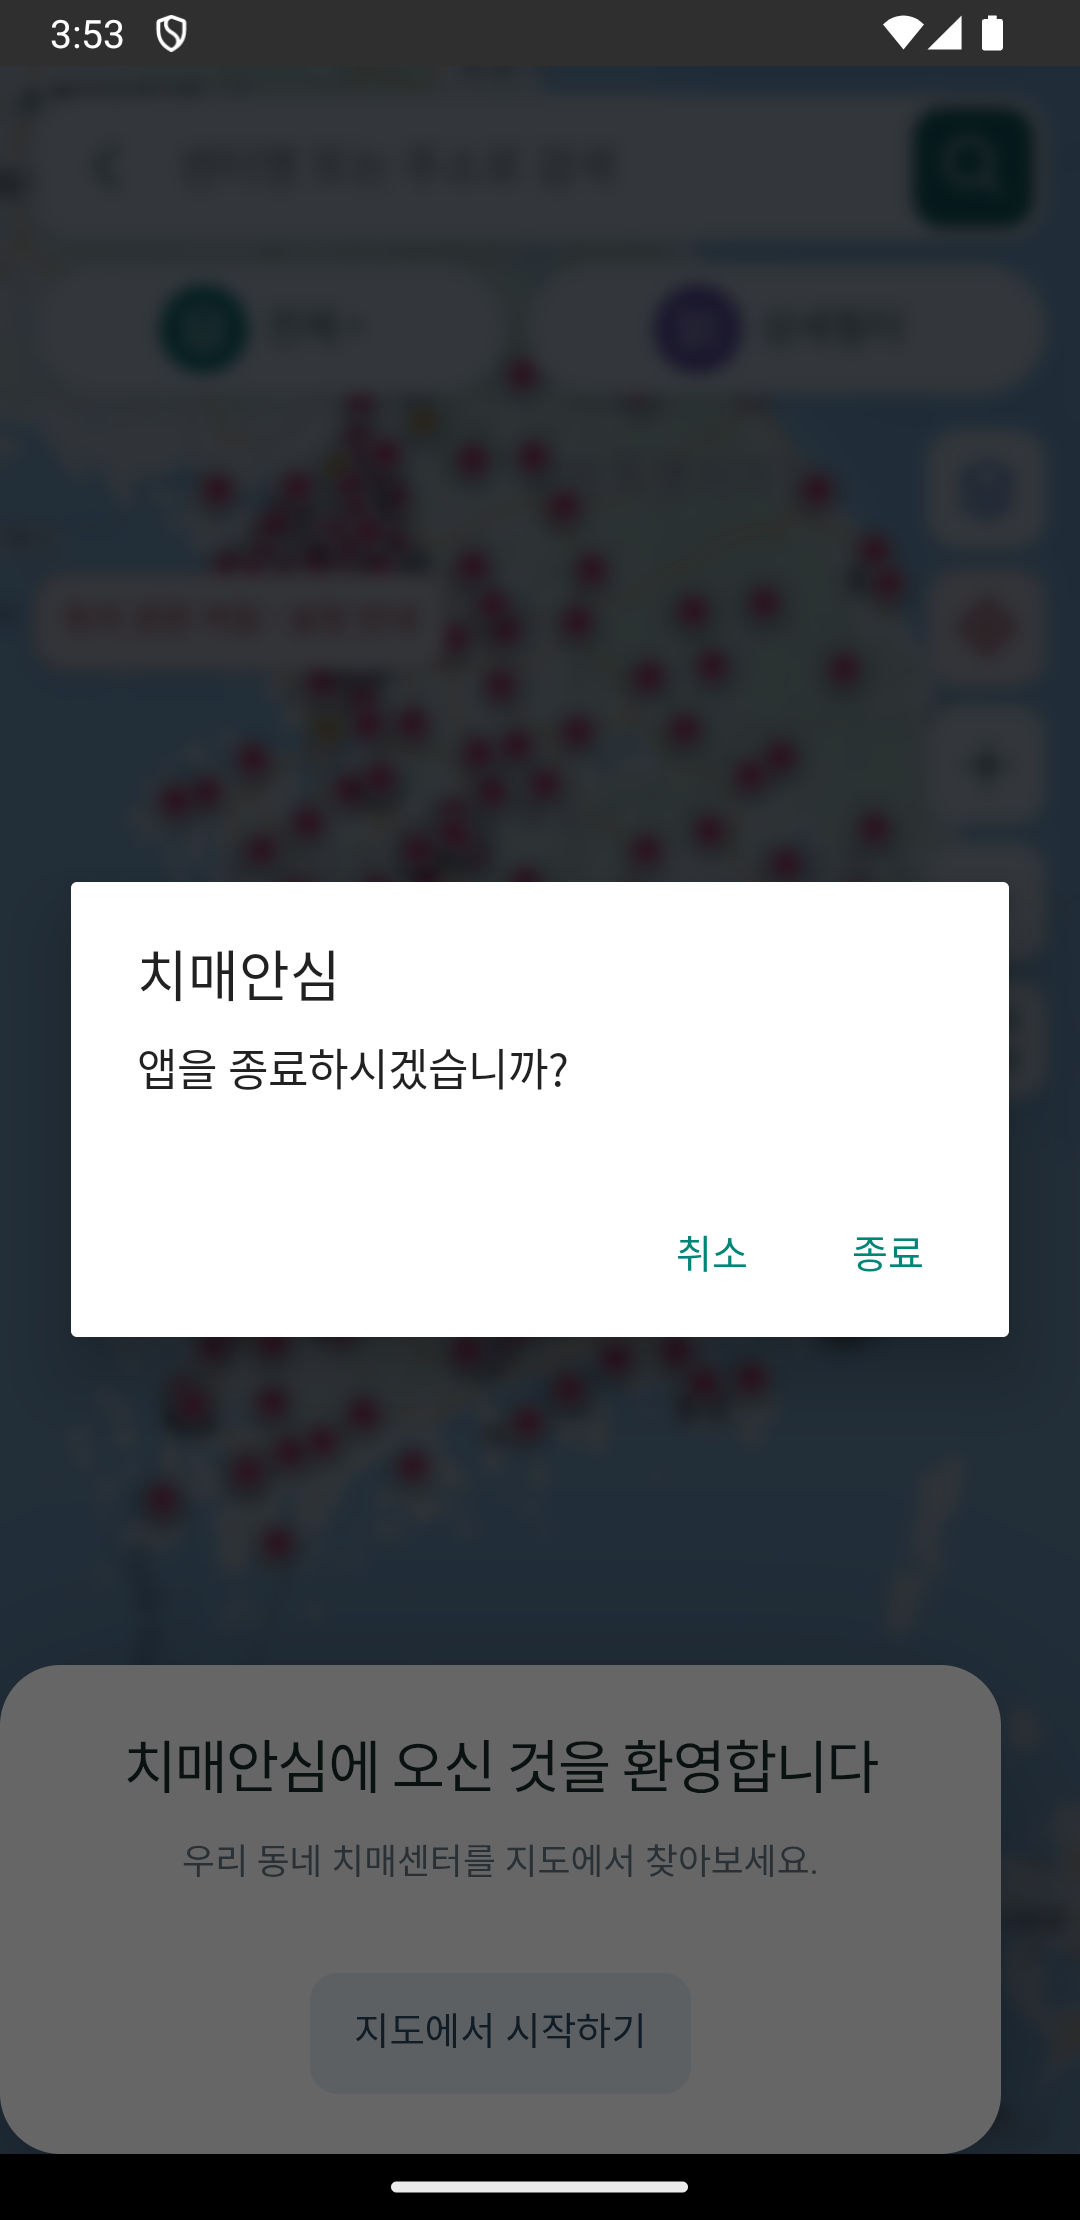 3:53
치매안심
앱을 종료하시겠습니까?
취소
종료
치매안심에 오신 것을 환영합니다
우리 동네 치매센터를 지도에서 찾아보세요.
지도에서 시작하기